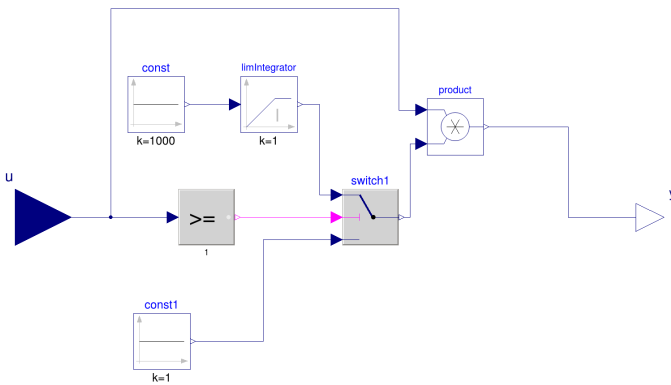 const
limIntegrator
k=1000
k=1
product
u
switch1
y
>=
1
const1
k=1